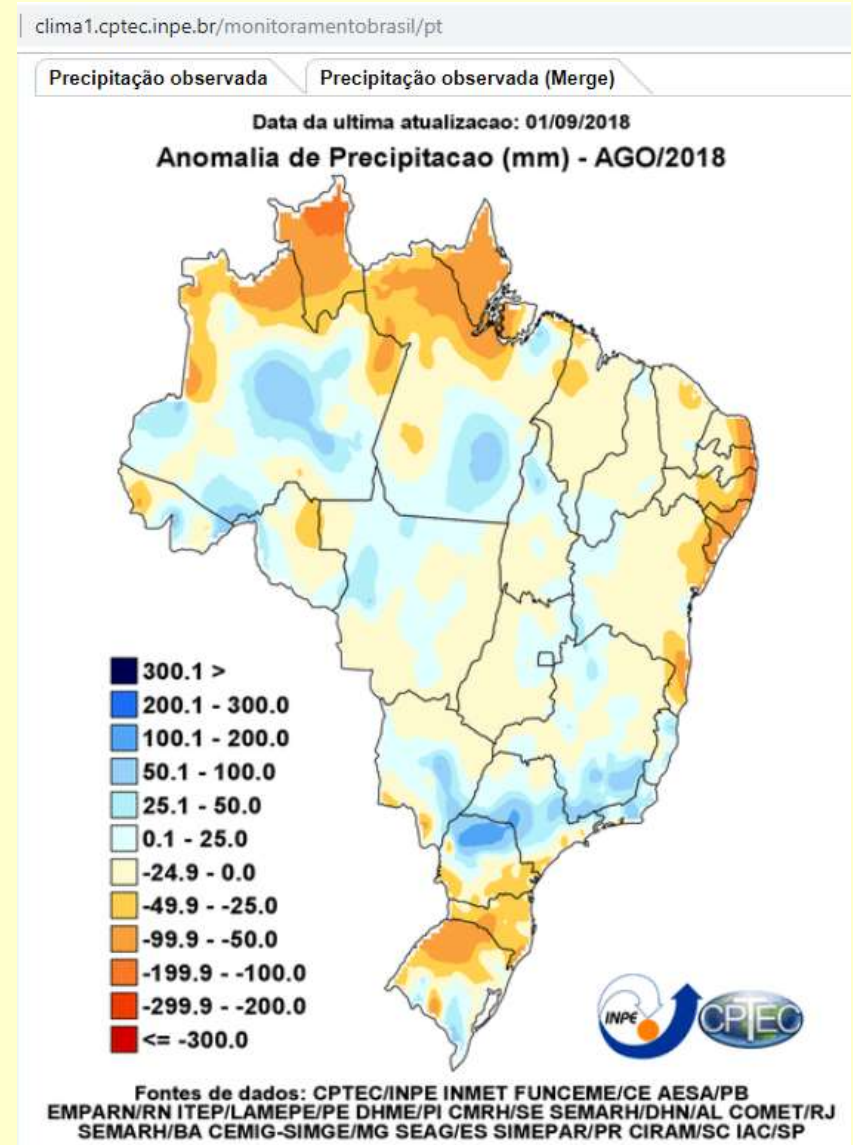 clima1.cptec.inpe.br/monitoramentobrasil/pt
Precipitação observada
Precipitação observada (Merge)
Data da ultima atualizacao: 01/09/2018
Anomalia de Precipitacao (mm) - AGO/2018
300.1 >
200.1 - 300.0
100.1 - 200.0
50.1 - 100.0
25.1 - 50.0
0.1 - 25.0
-24.9 - 0.0
-49.9 - -25.0
-99.9 - -50.0
-199.9 - -100.0
-299.9 - -200.0
<= -300.0
INPE
CPTEC
Fontes de dados: CPTEC/INPE INMET FUNCEME/CE AESA/PB
EMPARN/RN ITEP/LAMEPE/PE DHME/PI CMRH/SE SEMARH/DHN/AL COMET/RJ
SEMARH/BA CEMIG-SIMGE/MG SEAG/ES SIMEPAR/PR CIRAM/SC IAC/SP